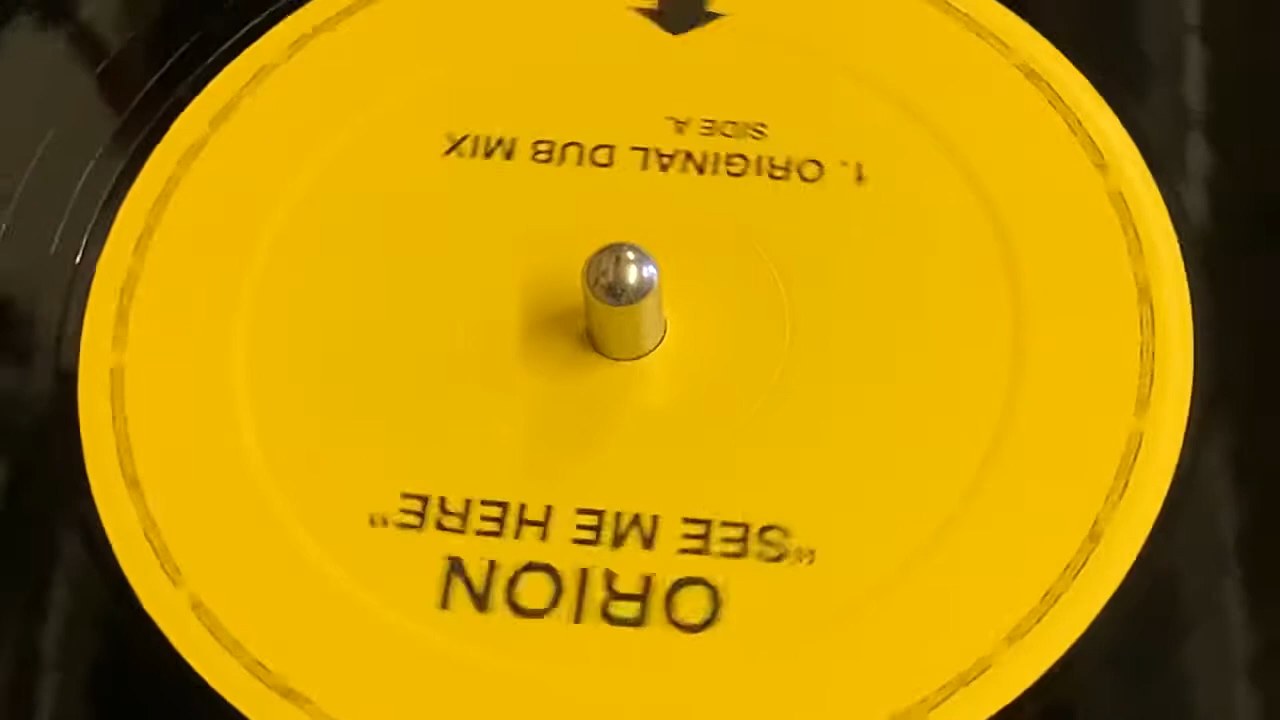 ORION
"SEE ME HERE"
1. ORIGINAL DUB MIX
SIDE A.